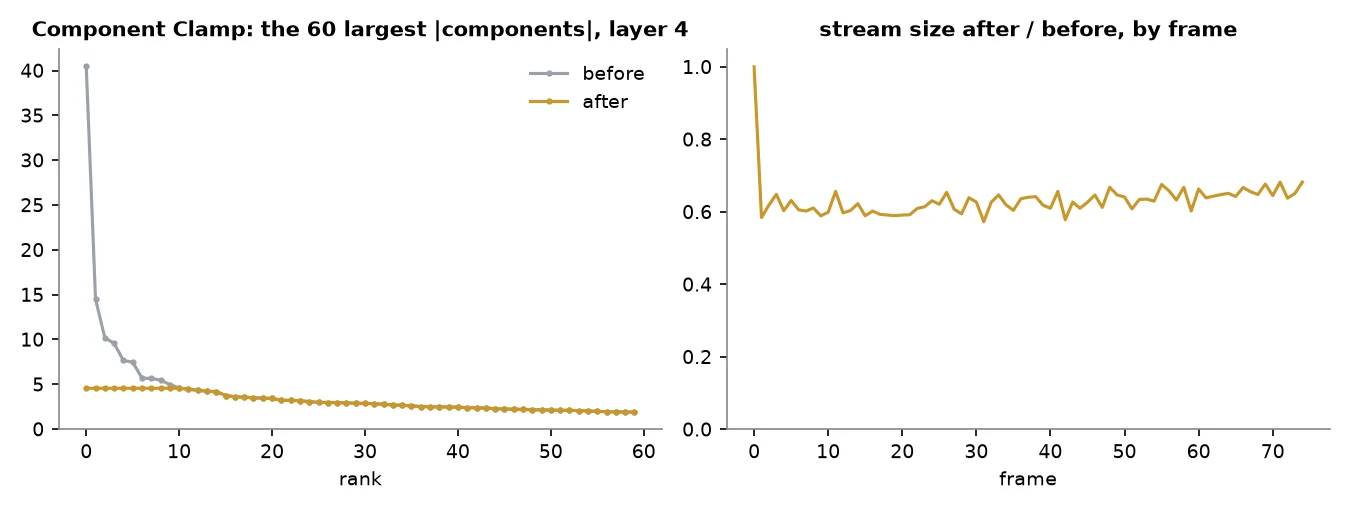 Component Clamp: the 60 largest |components|, layer 4
before
after
40
35
30
25
20
15
10
5
0
0 10 20 30 40 50 60
rank
stream size after / before, by frame
1.0
0.8
0.6
0.4
0.2
0.0
0 10 20 30 40 50 60 70
frame